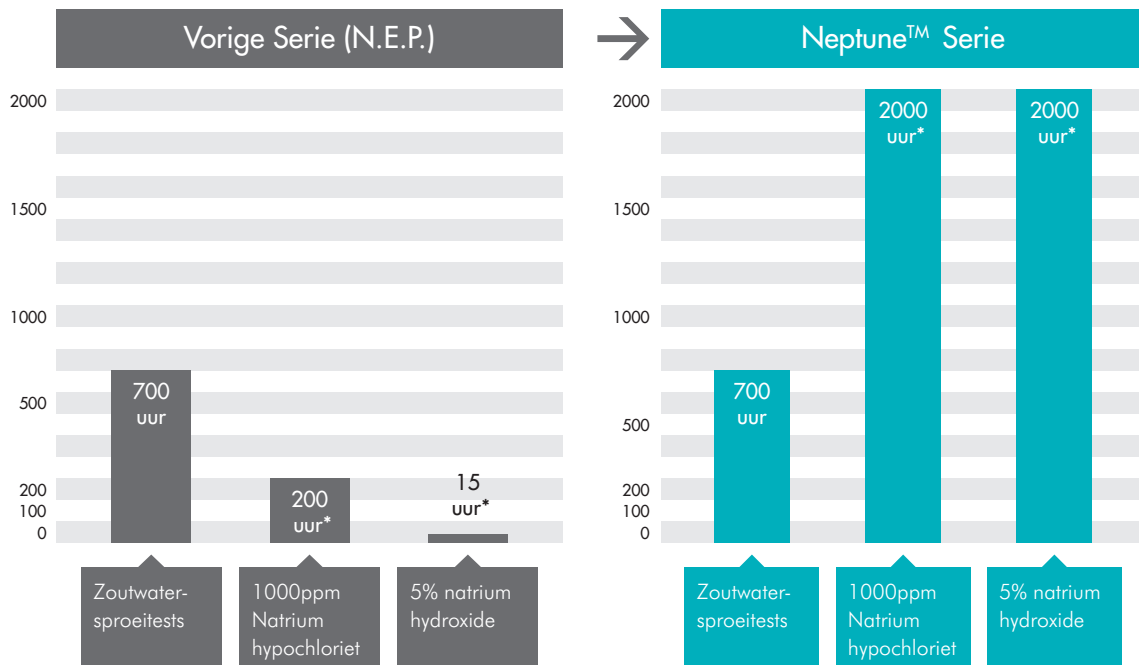 Vorige Serie (N.E.P.)
2000
1500
1000
500
200
100
0
700
uur
200
uur*
15
uur*
Zoutwater-
sproeitests
1000ppm
Natrium
hypochloriet
5% natrium
hydroxide
Neptune™ Serie
2000
1500
1000
500
200
100
0
700
uur
2000
uur*
2000
uur*
Zoutwater-
sproeitests
1000ppm
Natrium
hypochloriet
5% natrium
hydroxide